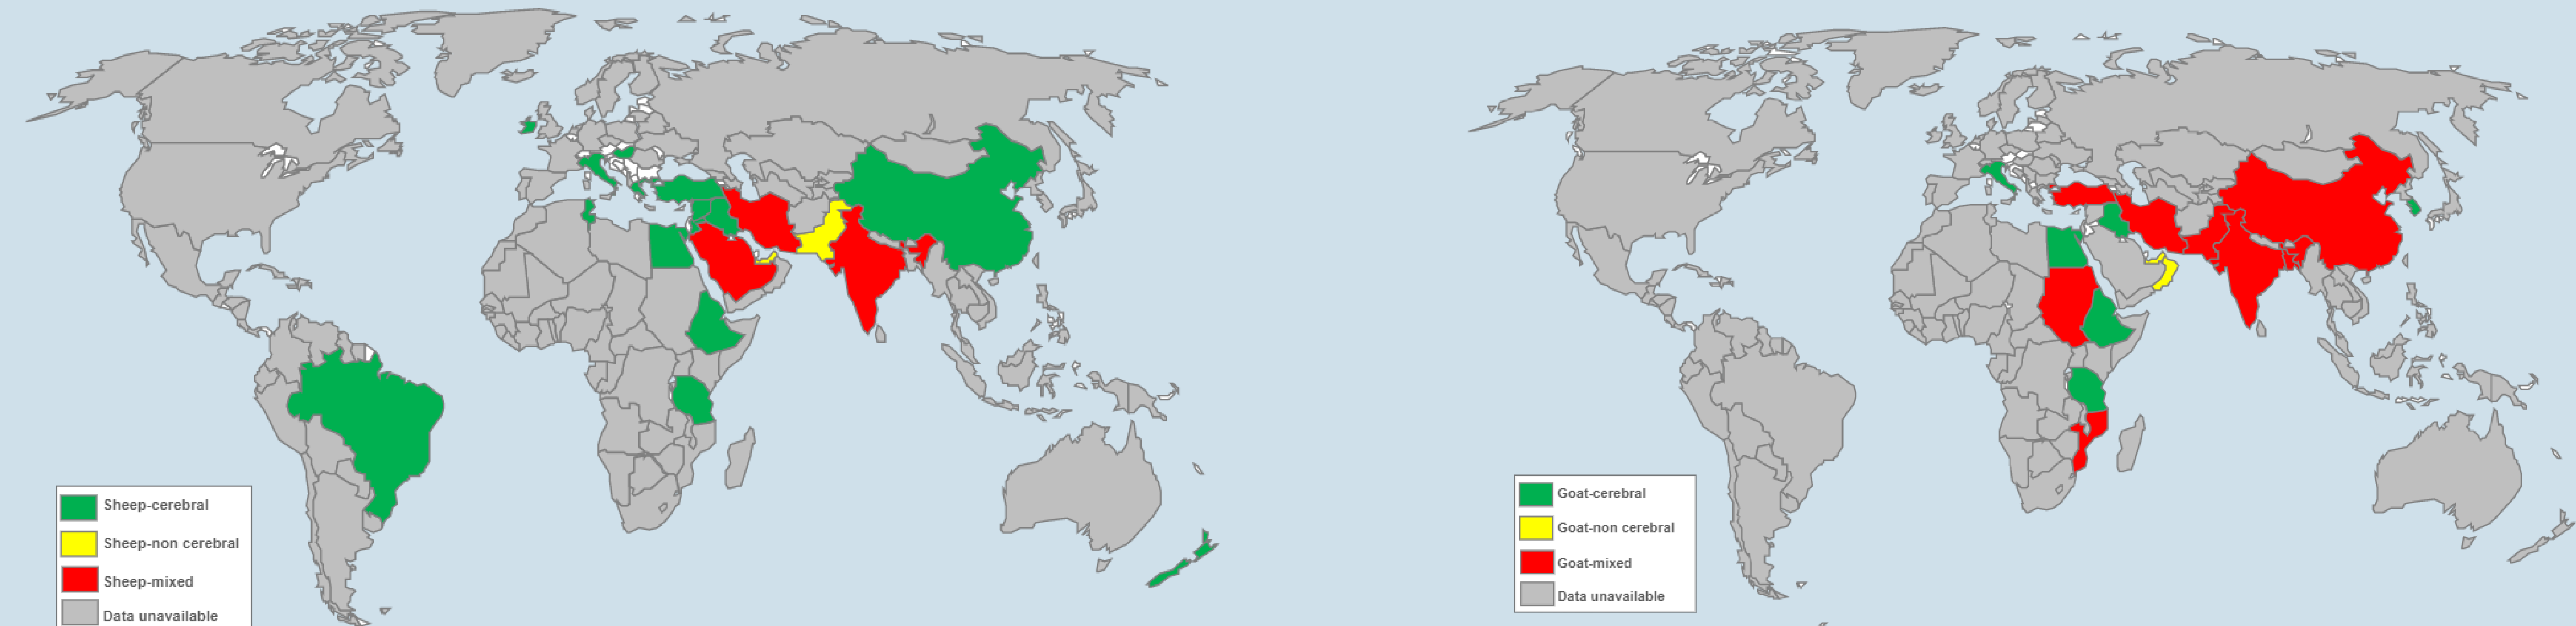 Sheep-cerebral
Sheep-non cerebral
Sheep-mixed
Data unavailable
Goat-cerebral
Goat-non cerebral
Goat-mixed
Data unavailable